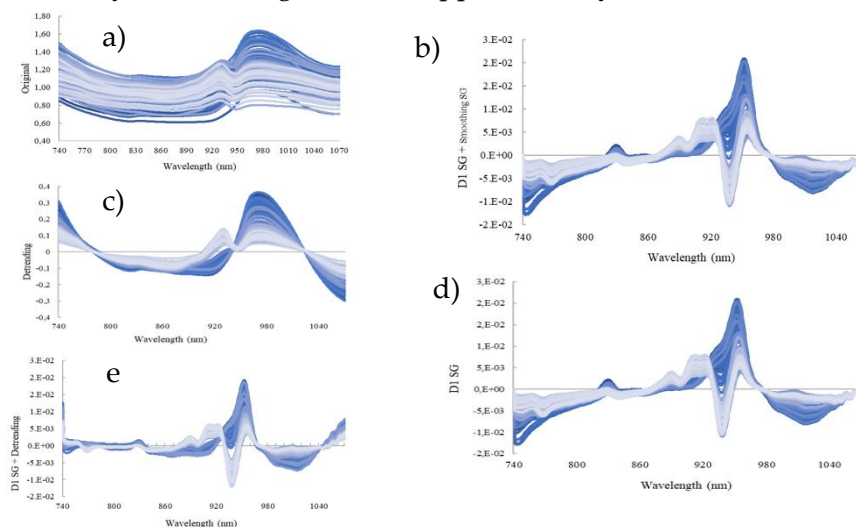 a)
Original
1,80
1,60
1,40
1,20
1,00
0,80
0,60
0,40
740 770 800 830 860 890 920 950 980 1010 1040 1070
Wavelength (nm)
b)
D1 SG + Smoothing SG
3.E-02
2.E-02
2.E-02
1.E-02
5.E-03
0.E+00
-5.E-03
-1.E-02
-2.E-02
740 800 860 920 980 1040
Wavelength (nm)
c)
Detrending
0,4
0,3
0,2
0,1
0
-0,1
-0,2
0,3
0,4
740 800 860 920 980 1040
Wavelength (nm)
d)
D1 SG
3,E-02
2,E-02
2,E-02
1,E-02
5,E-03
0,E+00
-5,E-03
-1,E-02
-2,E-02
740 800 860 920 980 1040
Wavelength (nm)
e
D1 SG + Detrending
3.E-02
2.E-02
2.E-02
1.E-02
5.E-03
0.E+00
-5.E-03
-1.E-02
-2.E-02
740 800 860 920 980 1040
Wavelength (nm)